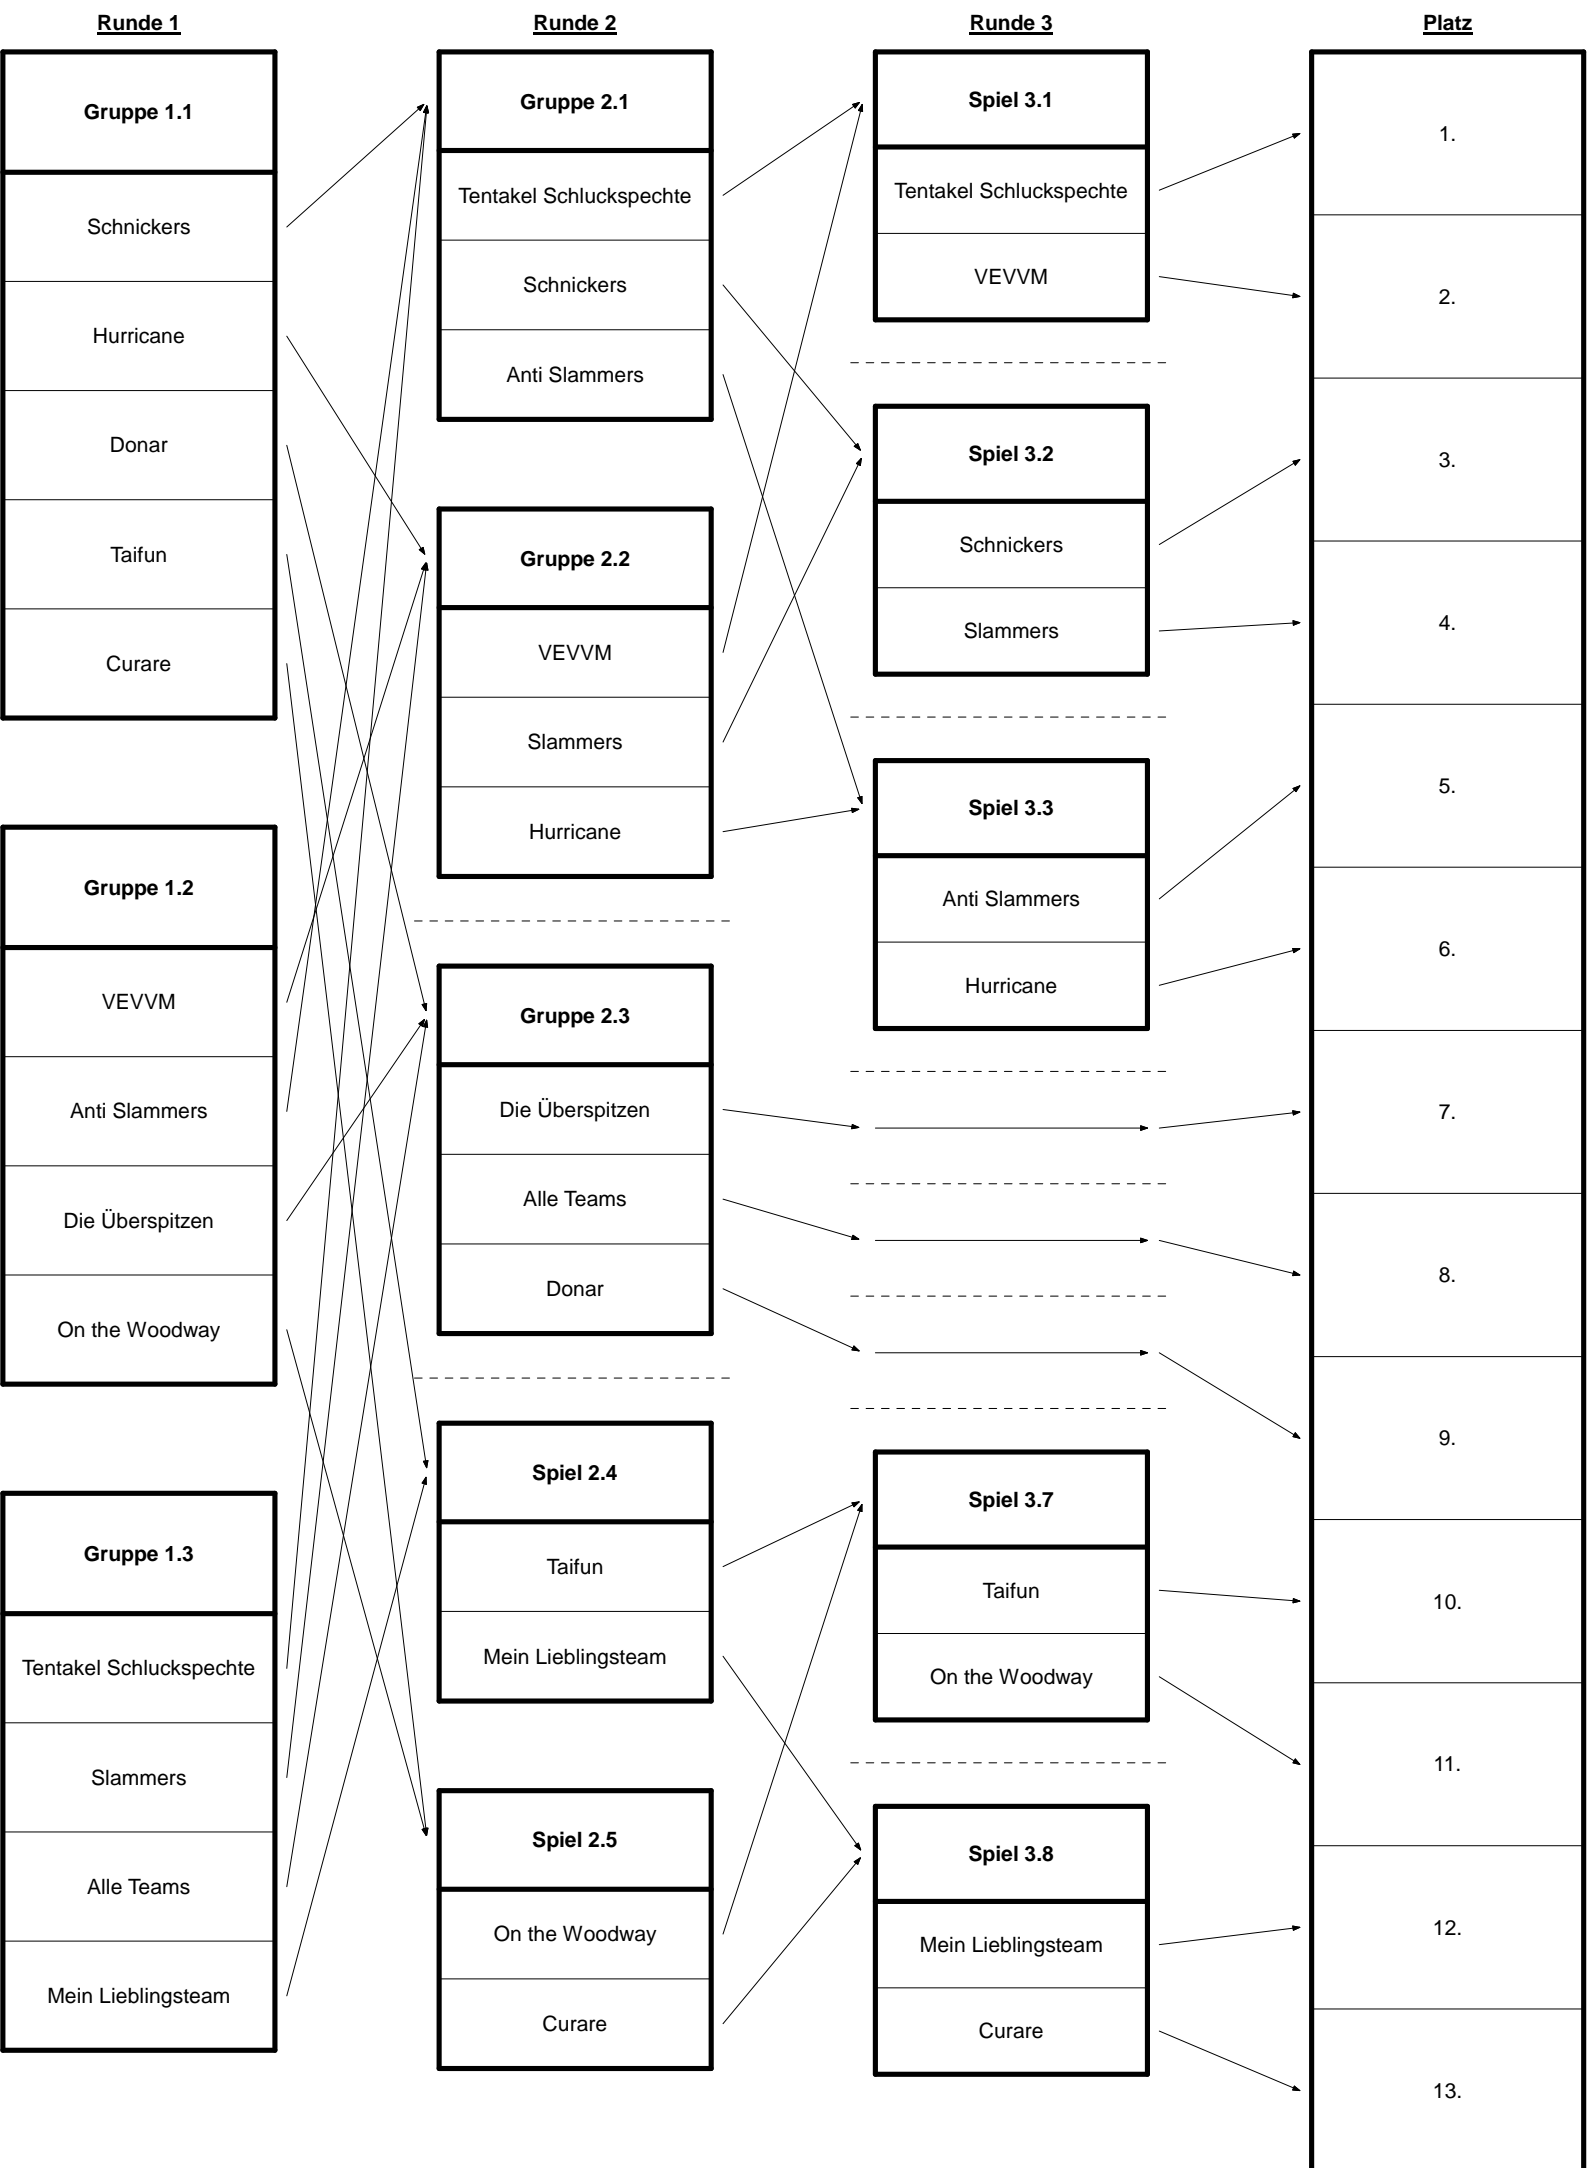 Runde 1
Gruppe 1.1
Schnickers
Hurricane
Donar
Taifun
Curare
Gruppe 1.2
VEVVM
Anti Slammers
Die Überspitzen
On the Woodway
Gruppe 1.3
Tentakel Schluckspechte
Slammers
Alle Teams
Mein Lieblingsteam
Runde 2
Gruppe 2.1
Tentakel Schluckspechte
Schnickers
Anti Slammers
Gruppe 2.2
VEVVM
Slammers
Hurricane
Gruppe 2.3
Die Überspitzen
Alle Teams
Donar
Spiel 2.4
Taifun
Mein Lieblingsteam
Spiel 2.5
On the Woodway
Curare
Runde 3
Spiel 3.1
Tentakel Schluckspechte
VEVVM
Spiel 3.2
Schnickers
Slammers
Spiel 3.3
Anti Slammers
Hurricane
Spiel 3.7
Taifun
On the Woodway
Spiel 3.8
Mein Lieblingsteam
Curare
Platz
1.
2.
3.
4.
5.
6.
7.
8.
9.
10.
11.
12.
13.